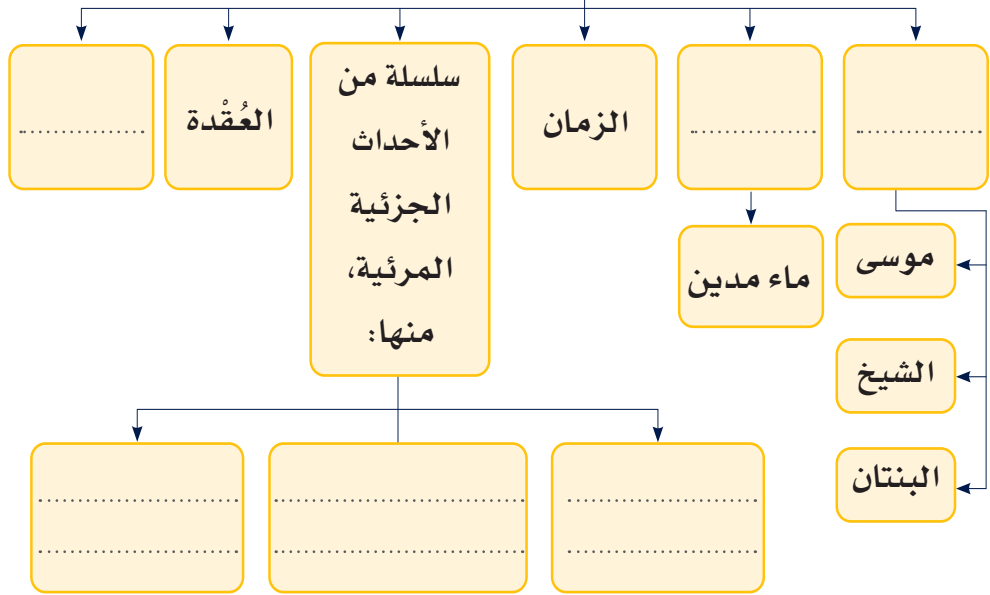 الزمان
سلسلة من
الأحداث
الجزئية
المرئية،
منها:
العُقْدة
ماء مدين
موسى
الشيخ
البنتان